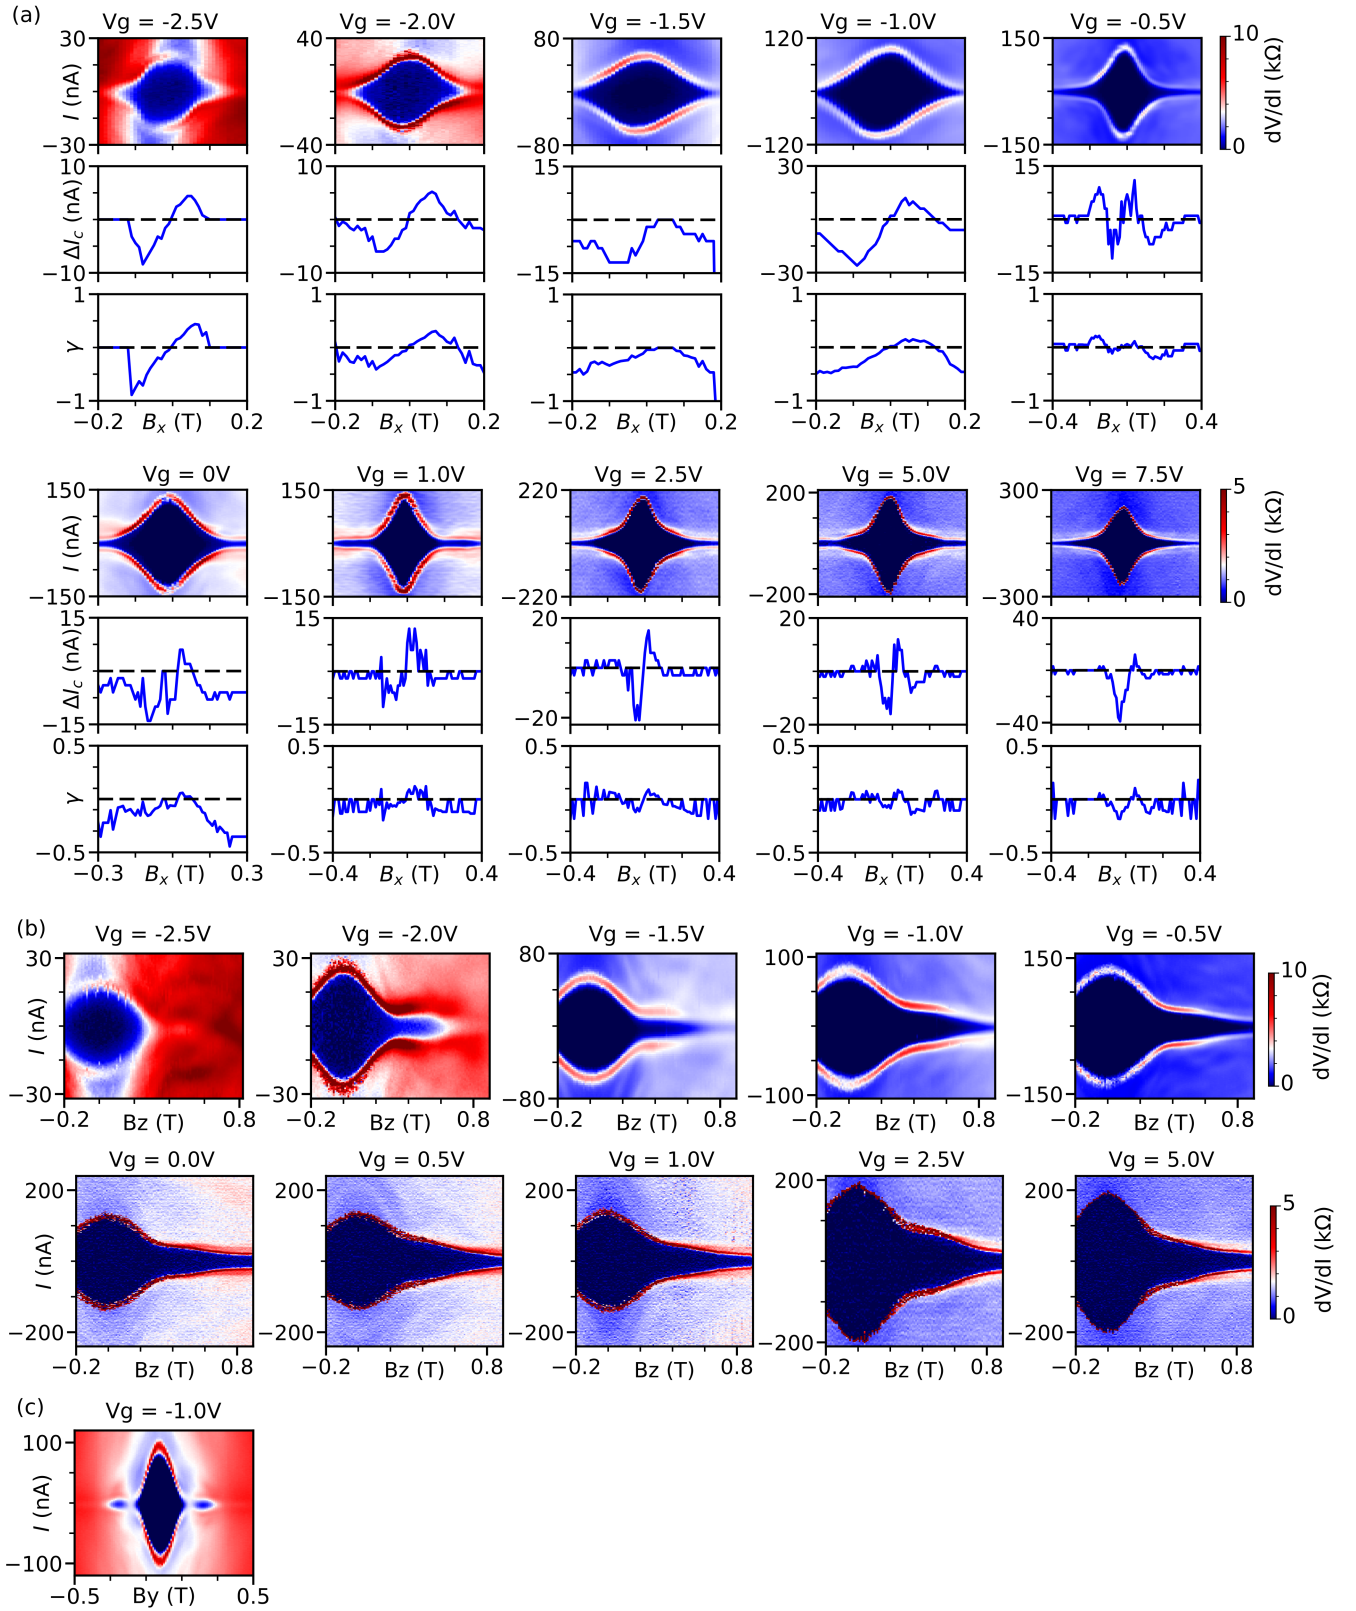 (a)
Vg = -2.5V Vg = -2.0V Vg = -1.5V Vg = -1.0V Vg = -0.5V
30 40 80 120 150 10
I (nA) dV/dI (kΩ)
−30 −40 −80 −120 −150 0
10 10 15 30 15
ΔI_c (nA)
−10 −10 −15 −30 −15
1 1 1 1 1
γ
−1 −1 −1 −1 −1
−0.2 B_x (T) 0.2 −0.2 B_x (T) 0.2 −0.2 B_x (T) 0.2 −0.2 B_x (T) 0.2 −0.4 B_x (T) 0.4
Vg = 0V Vg = 1.0V Vg = 2.5V Vg = 5.0V Vg = 7.5V
150 150 220 200 300 5
I (nA) dV/dI (kΩ)
−150 −150 −220 −200 −300 0
15 15 20 20 40
ΔI_c (nA)
−15 −15 −20 −20 −40
0.5 0.5 0.5 0.5 0.5
γ
−0.5 −0.5 −0.5 −0.5 −0.5
−0.3 B_x (T) 0.3 −0.4 B_x (T) 0.4 −0.4 B_x (T) 0.4 −0.4 B_x (T) 0.4 −0.4 B_x (T) 0.4
(b)
Vg = -2.5V Vg = -2.0V Vg = -1.5V Vg = -1.0V Vg = -0.5V
30 30 80 100 150 10
I (nA) dV/dI (kΩ)
−30 −30 −80 −100 −150 0
−0.2 Bz (T) 0.8 −0.2 Bz (T) 0.8 −0.2 Bz (T) 0.8 −0.2 Bz (T) 0.8 −0.2 Bz (T) 0.8
Vg = 0.0V Vg = 0.5V Vg = 1.0V Vg = 2.5V Vg = 5.0V
200 200 200 200 200 5
I (nA) dV/dI (kΩ)
−200 −200 −200 −200 −200 0
−0.2 Bz (T) 0.8 −0.2 Bz (T) 0.8 −0.2 Bz (T) 0.8 −0.2 Bz (T) 0.8 −0.2 Bz (T) 0.8
(c)
Vg = -1.0V
100
I (nA)
−100
−0.5 By (T) 0.5